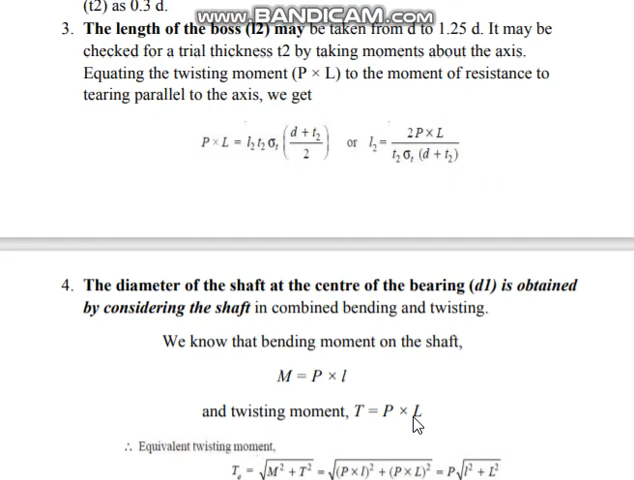 (t2) as 0.3 d.
www.BANDICAM.com
3. The length of the boss (l2) may be taken from d to 1.25 d. It may be
checked for a trial thickness t2 by taking moments about the axis.
Equating the twisting moment (P × L) to the moment of resistance to
tearing parallel to the axis, we get
P × L = l₂ t₂ σₜ ( (d + t₂) / 2 ) or l₂ = 2 P × L / ( t₂ σₜ (d + t₂) )
4. The diameter of the shaft at the centre of the bearing (d1) is obtained
by considering the shaft in combined bending and twisting.
We know that bending moment on the shaft,
M = P × l
and twisting moment, T = P × L
∴ Equivalent twisting moment,
Tₑ = √(M² + T²) = √((P × l)² + (P × L)²) = P√(l² + L²)